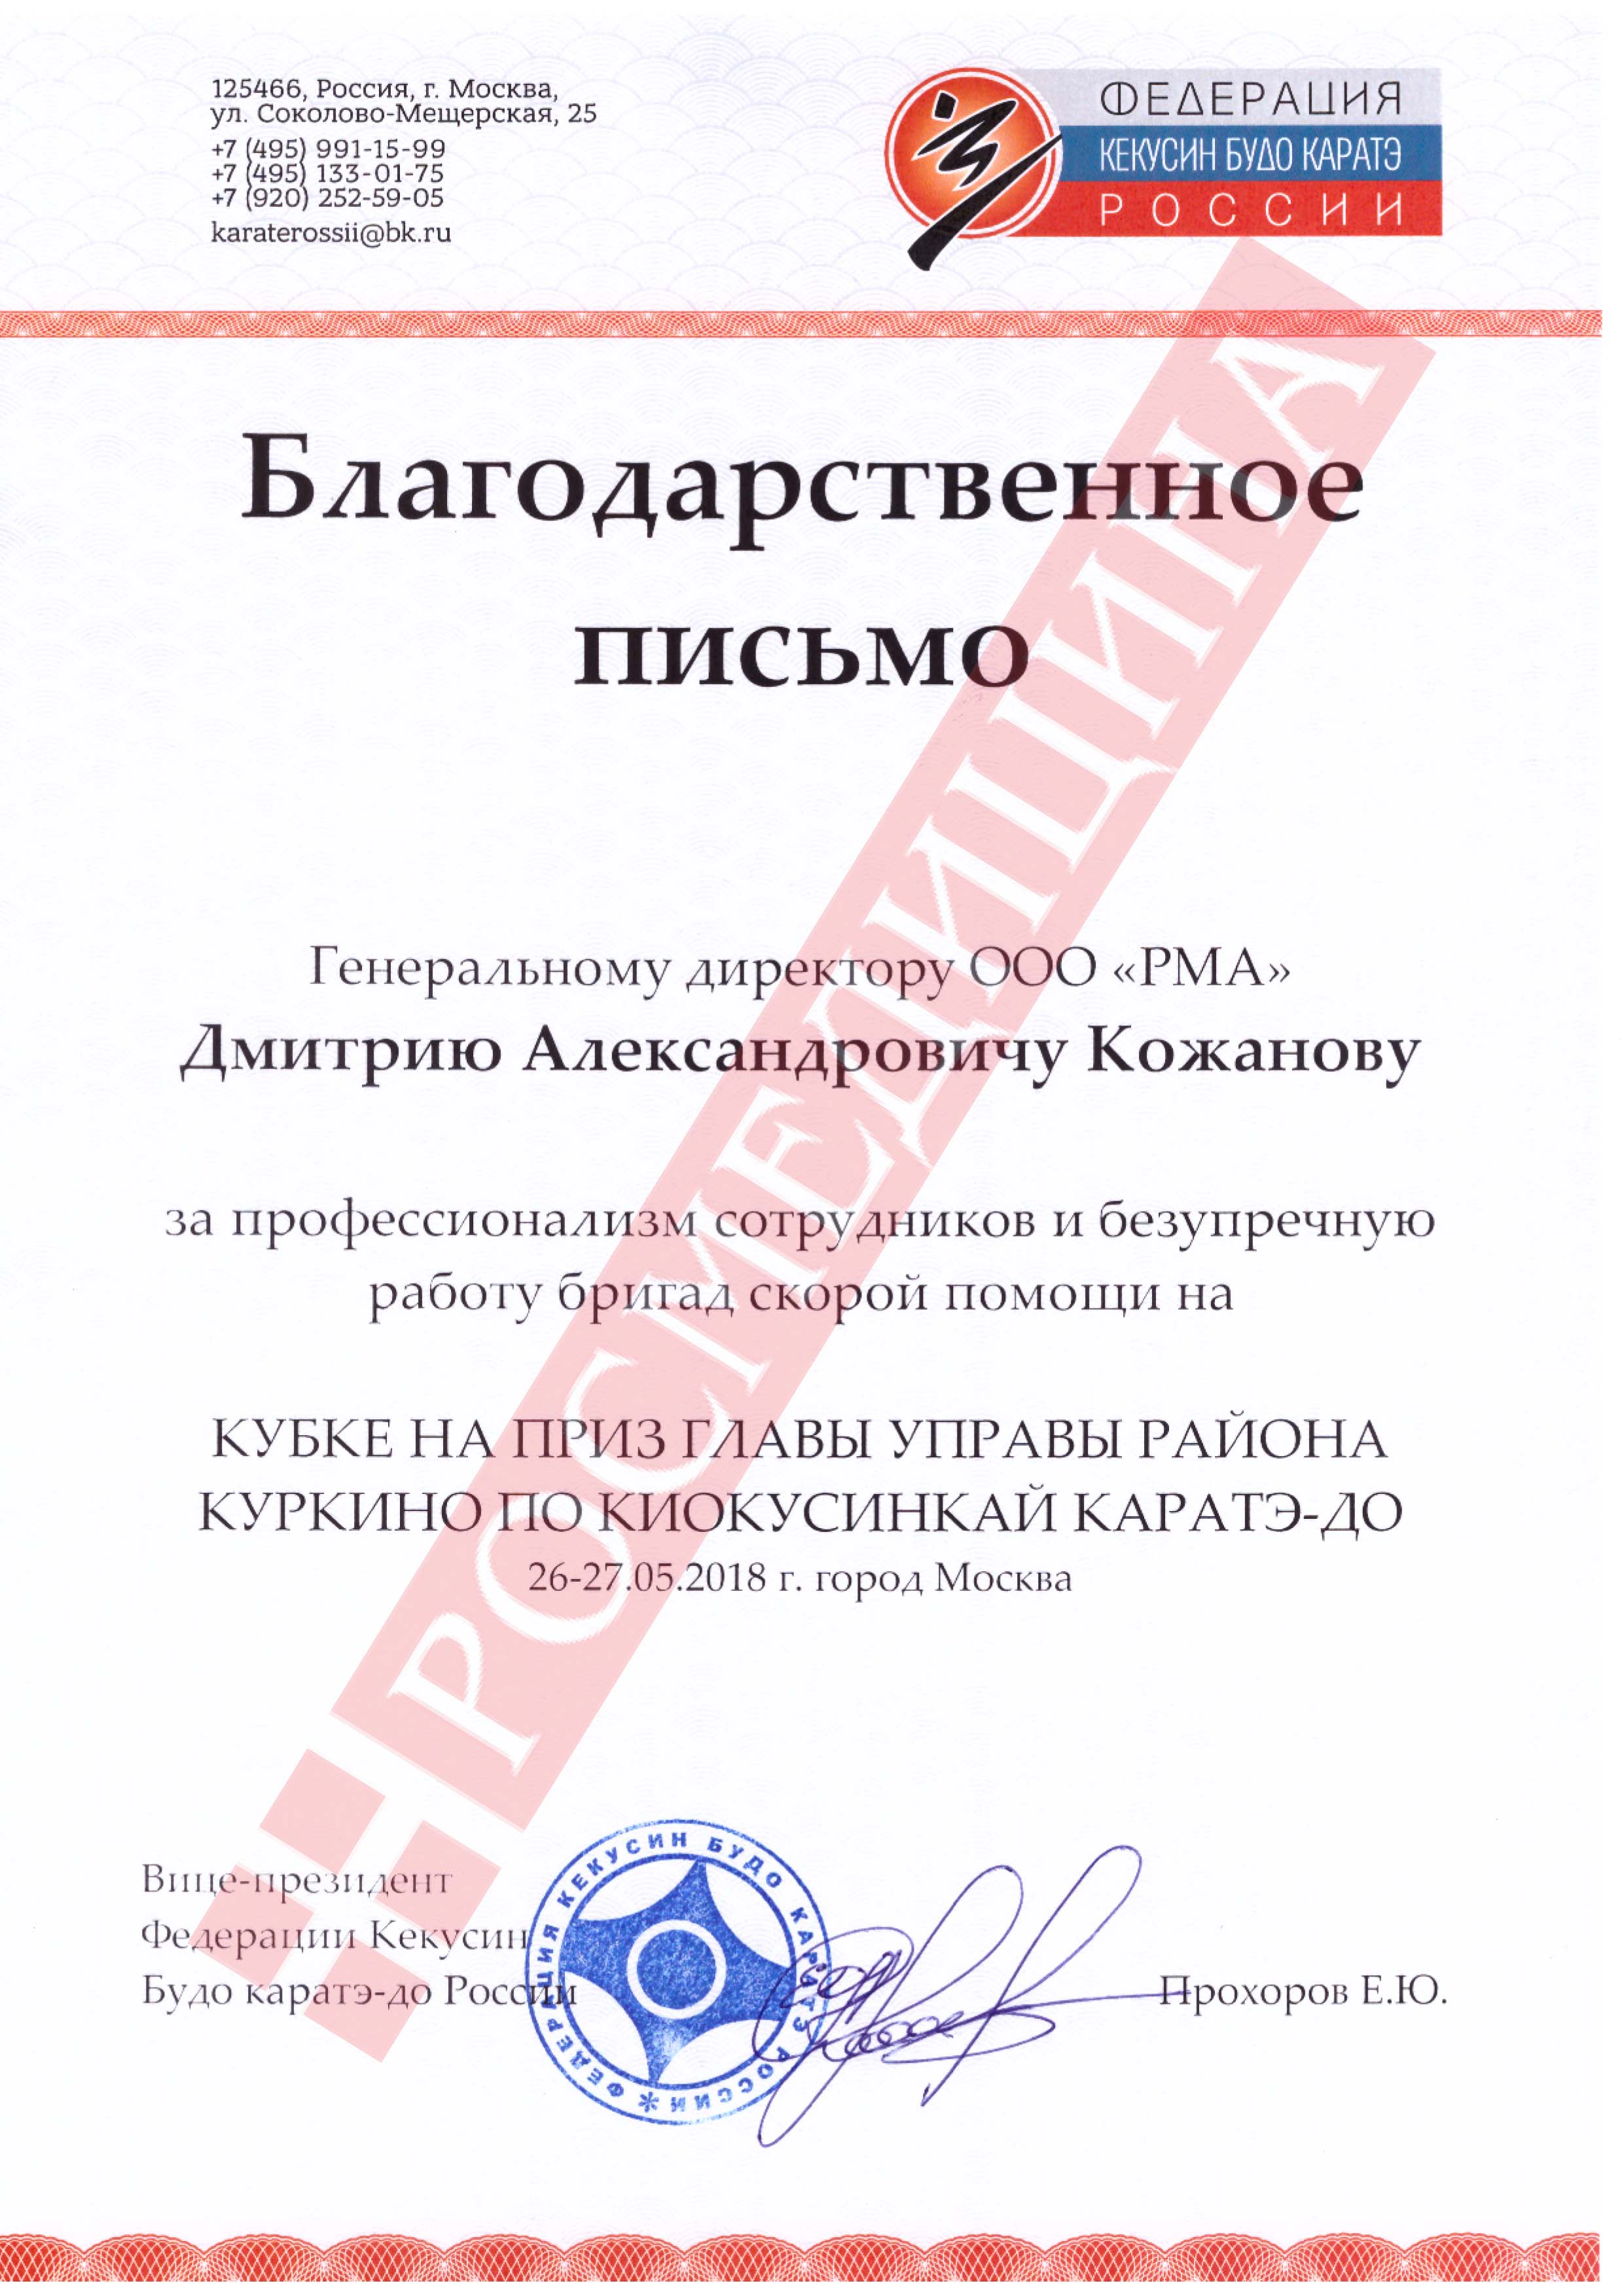 125466, Россия, г. Москва,
ул. Соколово-Мещерская, 25
+7 (495) 991-15-99
+7 (495) 133-01-75
+7 (920) 252-59-05
karaterossii@bk.ru
ФЕДЕРАЦИЯ
КЕКУСИН БУДО КАРАТЭ
РОССИИ
Благодарственное
письмо
Генеральному директору ООО «РМА»
Дмитрию Александровичу Кожанову
за профессионализм сотрудников и безупречную
работу бригад скорой помощи на
КУБКЕ НА ПРИЗ ГЛАВЫ УПРАВЫ РАЙОНА
КУРКИНО ПО КИОКУСИНКАЙ КАРАТЭ-ДО
26-27.05.2018 г. город Москва
РОСМЕДИЦИНА
Вице-президент
Федерации Кекусин
Будо каратэ-до России
ФЕДЕРАЦИЯ КЕКУСИН БУДО КАРАТЭ РОССИИ *
Прохоров Е.Ю.